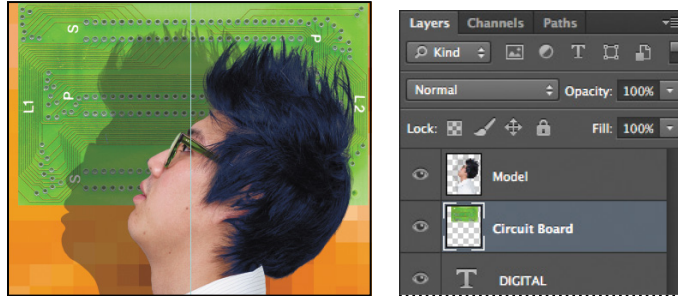 S
P
L1
P
L2
S
Layers Channels Paths
Kind
T
Normal
Opacity: 100%
Lock:
Fill: 100%
Model
Circuit Board
T DIGITAL